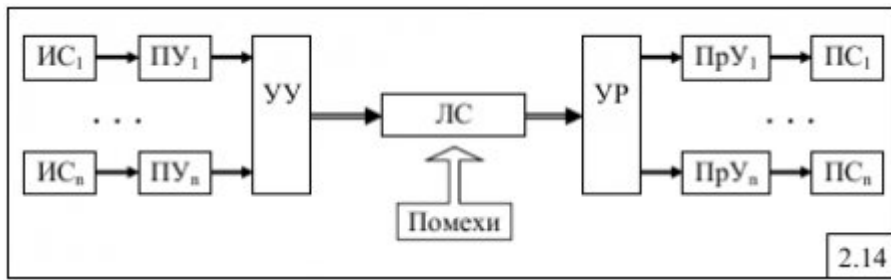 ИС₁ ПУ₁ УУ ЛС УР ПрУ₁ ПС₁
. . . . . .
ИСₙ ПУₙ ПрУₙ ПСₙ
Помехи
2.14